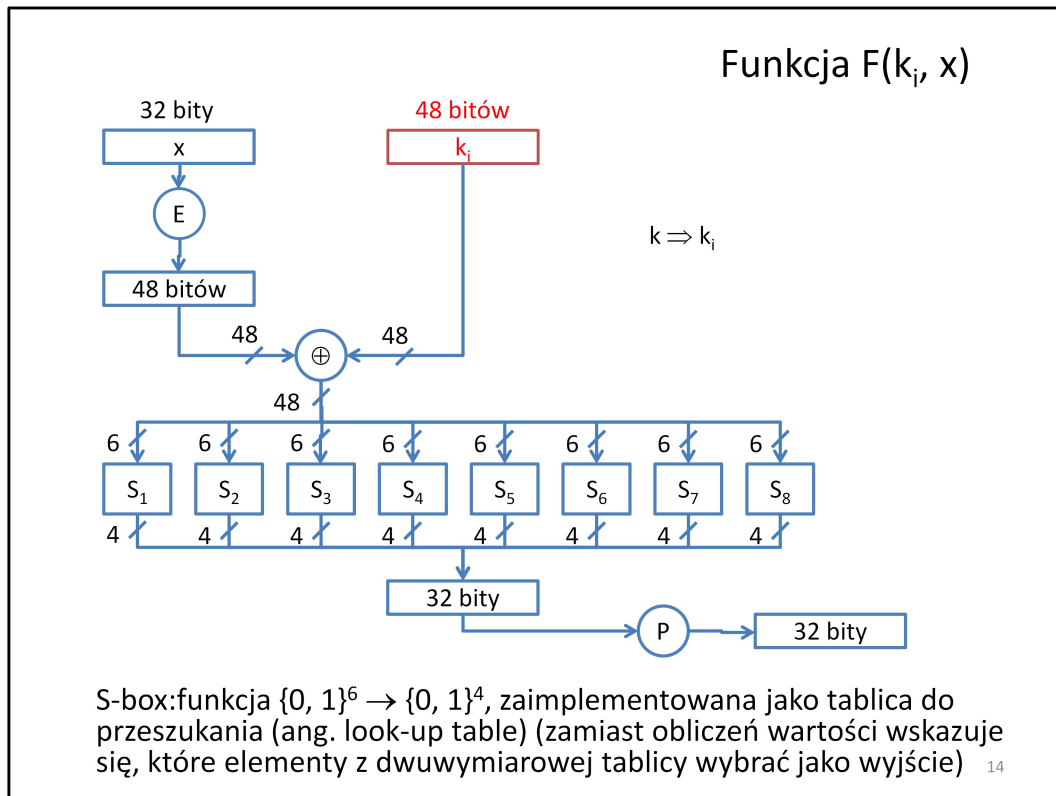 Funkcja F(kᵢ, x)
32 bity
48 bitów
x
kᵢ
E
k ⇒ kᵢ
48 bitów
48
48
⊕
48
6 6 6 6 6 6 6 6
S₁ S₂ S₃ S₄ S₅ S₆ S₇ S₈
4 4 4 4 4 4 4 4
32 bity
P
32 bity
S-box:funkcja {0, 1}⁶ → {0, 1}⁴, zaimplementowana jako tablica do
przeszukania (ang. look-up table) (zamiast obliczeń wartości wskazuje
się, które elementy z dwuwymiarowej tablicy wybrać jako wyjście)
14